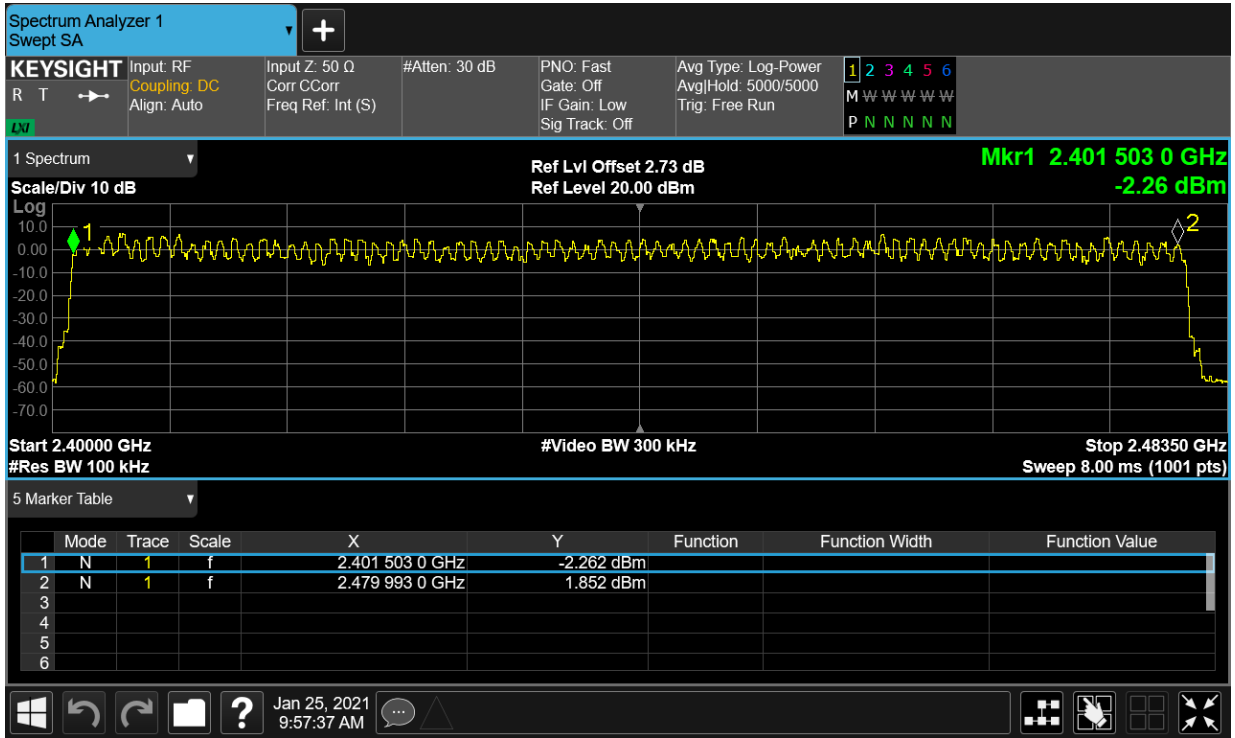 Spectrum Analyzer 1
Swept SA
KEYSIGHT
R T
LXI
Input: RF
Coupling: DC
Align: Auto
Input Z: 50 Ω
Corr CCorr
Freq Ref: Int (S)
#Atten: 30 dB
PNO: Fast
Gate: Off
IF Gain: Low
Sig Track: Off
Avg Type: Log-Power
Avg|Hold: 5000/5000
Trig: Free Run
1 2 3 4 5 6
M W W W W W
P N N N N N
1 Spectrum
Scale/Div 10 dB
Ref Lvl Offset 2.73 dB
Ref Level 20.00 dBm
Mkr1 2.401 503 0 GHz
-2.26 dBm
Log
10.0
0.00
-10.0
-20.0
-30.0
-40.0
-50.0
-60.0
-70.0
1
2
Start 2.40000 GHz
#Res BW 100 kHz
#Video BW 300 kHz
Stop 2.48350 GHz
Sweep 8.00 ms (1001 pts)
5 Marker Table
Mode Trace Scale X Y Function Function Width Function Value
1 N 1 f 2.401 503 0 GHz -2.262 dBm
2 N 1 f 2.479 993 0 GHz 1.852 dBm
3
4
5
6
?
Jan 25, 2021
9:57:37 AM